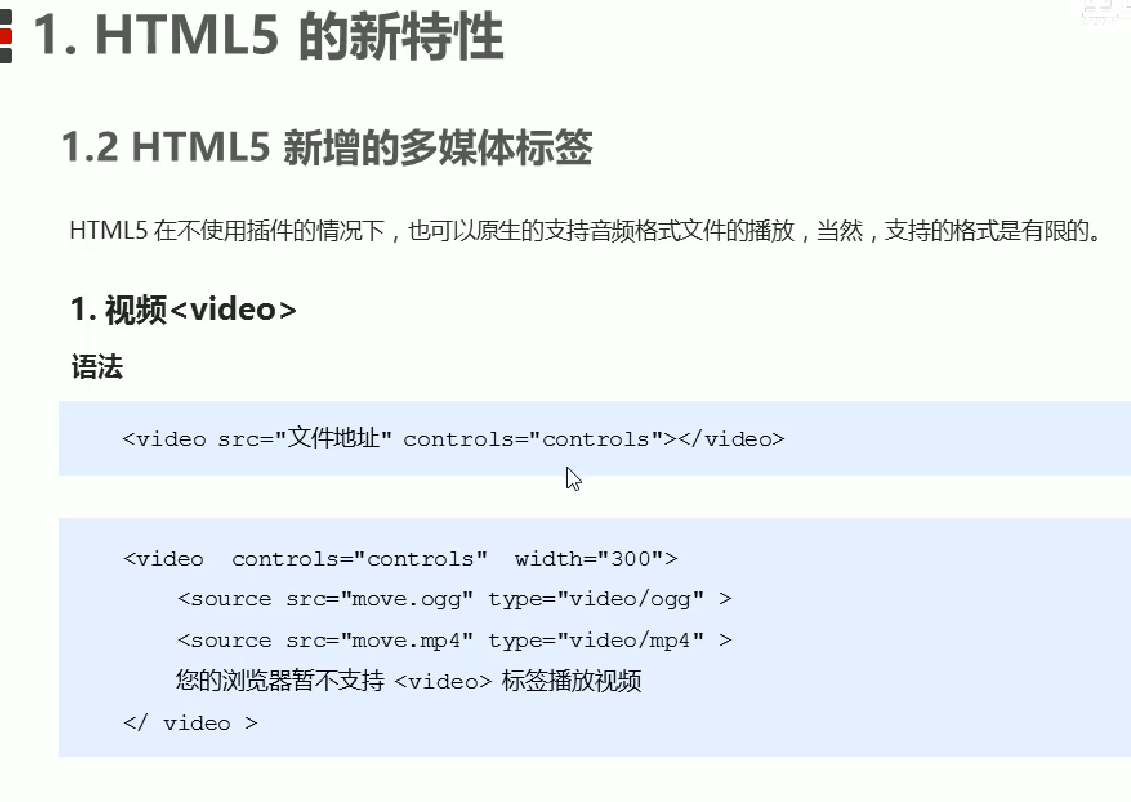 1. HTML5 的新特性
1.2 HTML5 新增的多媒体标签
HTML5 在不使用插件的情况下，也可以原生的支持音频格式文件的播放，当然，支持的格式是有限的。
1. 视频<video>
语法
<video src="文件地址" controls="controls"></video>
<video  controls="controls"  width="300">
<source src="move.ogg" type="video/ogg" >
<source src="move.mp4" type="video/mp4" >
您的浏览器暂不支持 <video> 标签播放视频
</ video >